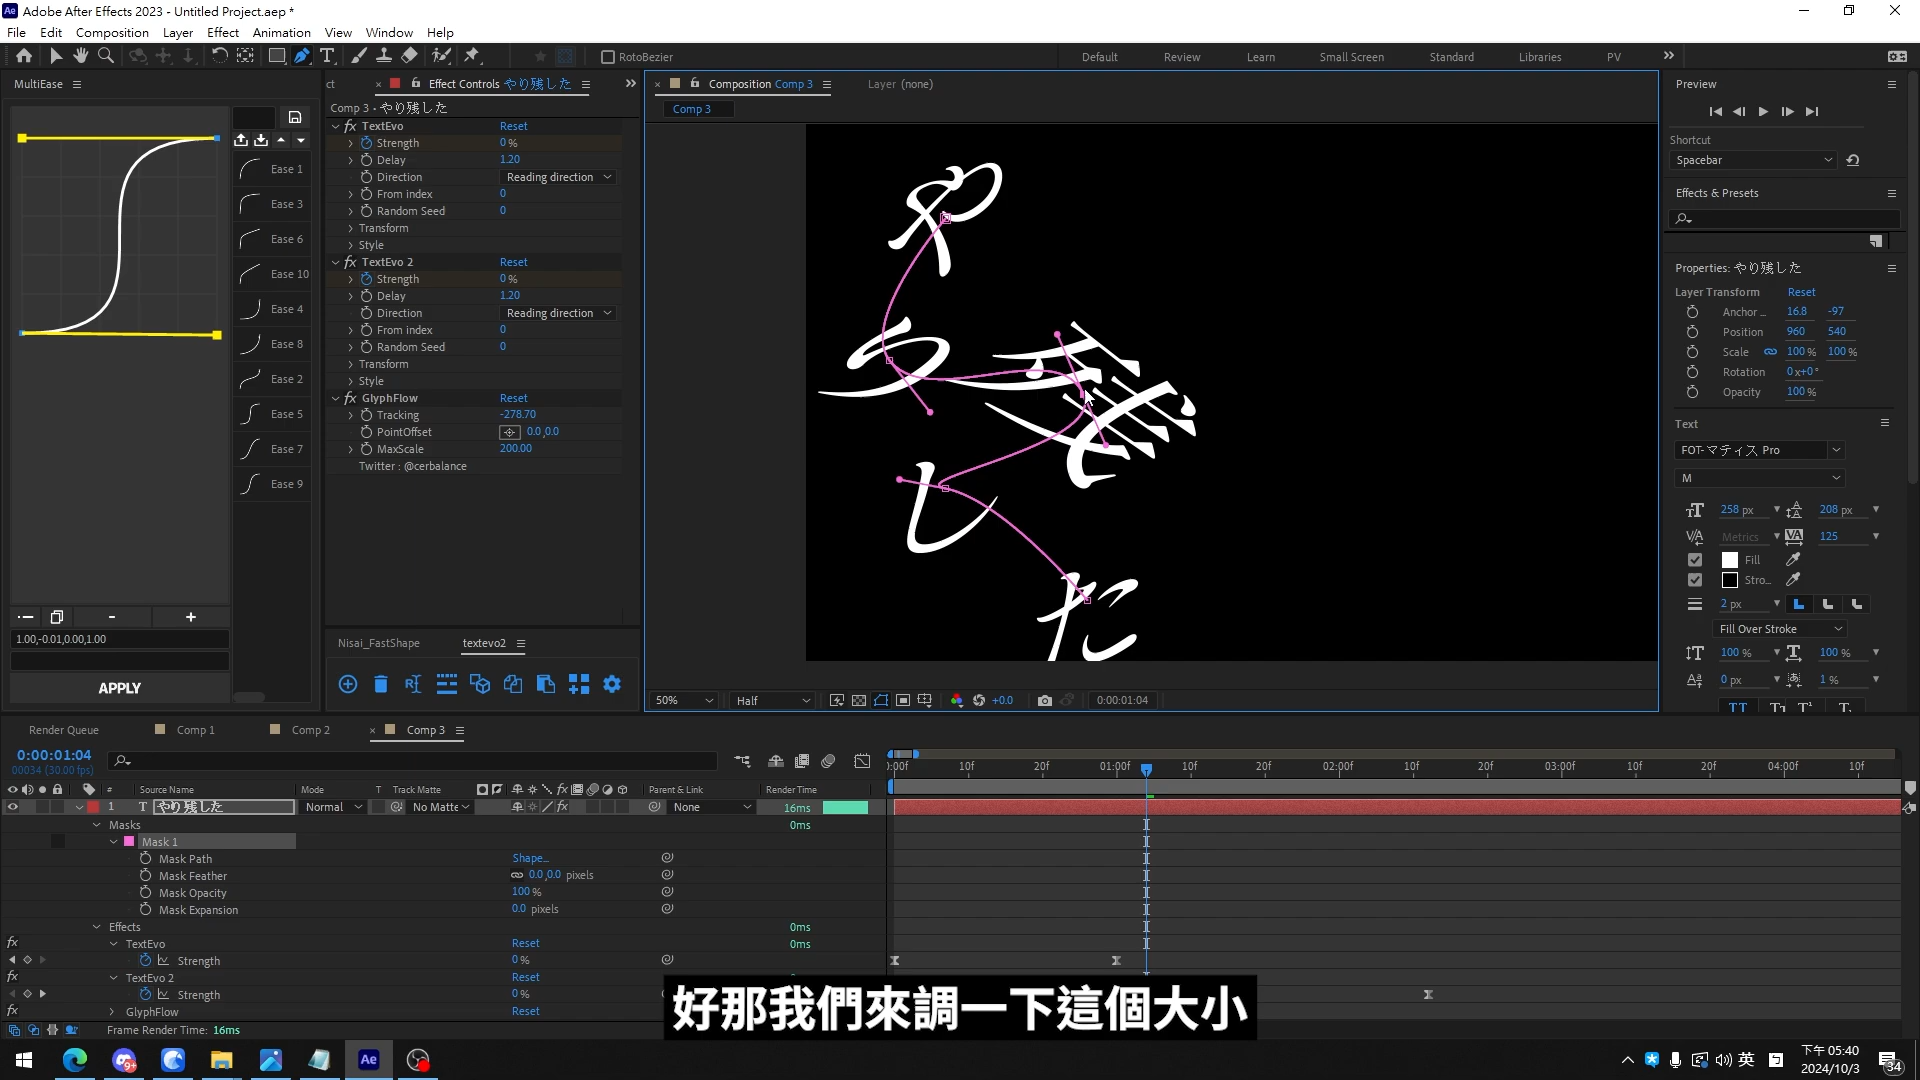 Adobe After Effects 2023 - Untitled Project.aep *
File Edit Composition Layer Effect Animation View Window Help
RotoBezier
Default Review Learn Small Screen Standard Libraries PV
MultiEase
Ease 1
Ease 3
Ease 6
Ease 10
Ease 4
Ease 8
Ease 2
Ease 5
Ease 7
Ease 9
1.00,-0.01,0.00,1.00
APPLY
ct Effect Controls やり残した
Comp 3 • やり残した
fx TextEvo Reset
Strength 0 %
Delay 1.20
Direction Reading direction
From index 0
Random Seed 0
Transform
Style
fx TextEvo 2 Reset
Strength 0 %
Delay 1.20
Direction Reading direction
From index 0
Random Seed 0
Transform
Style
fx GlyphFlow Reset
Tracking -278.70
PointOffset 0.0,0.0
MaxScale 200.00
Twitter : @cerbalance
Nisai_FastShape textevo2
Composition Comp 3 Layer (none)
Comp 3
や
り
残
し
た
50% Half +0.0 0:00:01:04
Preview
Shortcut
Spacebar
Effects & Presets
Properties: やり残した
Layer Transform Reset
Anchor ... 16.8 -97
Position 960 540
Scale 100 % 100 %
Rotation 0x+0°
Opacity 100 %
Text
FOT-マティス Pro
M
258 px 208 px
Metrics 125
Fill
Stro...
2 px
Fill Over Stroke
100 % 100 %
0 px 1 %
Render Queue Comp 1 Comp 2 Comp 3
0:00:01:04
00034 (30.00 fps)
# Source Name Mode T Track Matte Parent & Link Render Time
:00f 10f 20f 01:00f 10f 20f 02:00f 10f 20f 03:00f 10f 20f 04:00f 10f
1 T やり残した Normal No Matte None 16ms
Masks 0ms
Mask 1
Mask Path Shape...
Mask Feather 0.0,0.0 pixels
Mask Opacity 100 %
Mask Expansion 0.0 pixels
Effects 0ms
fx TextEvo Reset 0ms
Strength 0 %
fx TextEvo 2 Reset
Strength 0 %
fx GlyphFlow Reset
Frame Render Time: 16ms
好那我們來調一下這個大小
英
下午 05:40
2024/10/3
34